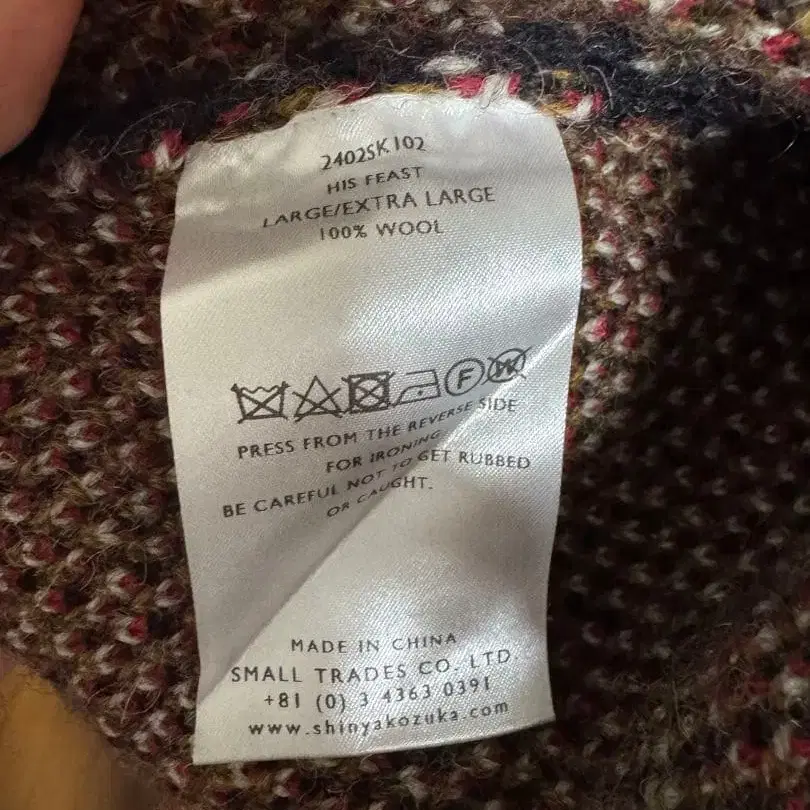 2402SK102
HIS FEAST
LARGE/EXTRA LARGE
100% WOOL
F
W
PRESS FROM THE REVERSE SIDE
FOR IRONING
BE CAREFUL NOT TO GET RUBBED
OR CAUGHT.
MADE IN CHINA
SMALL TRADES CO. LTD
+81 (0) 3 4363 0391
www.shinyakozuka.com